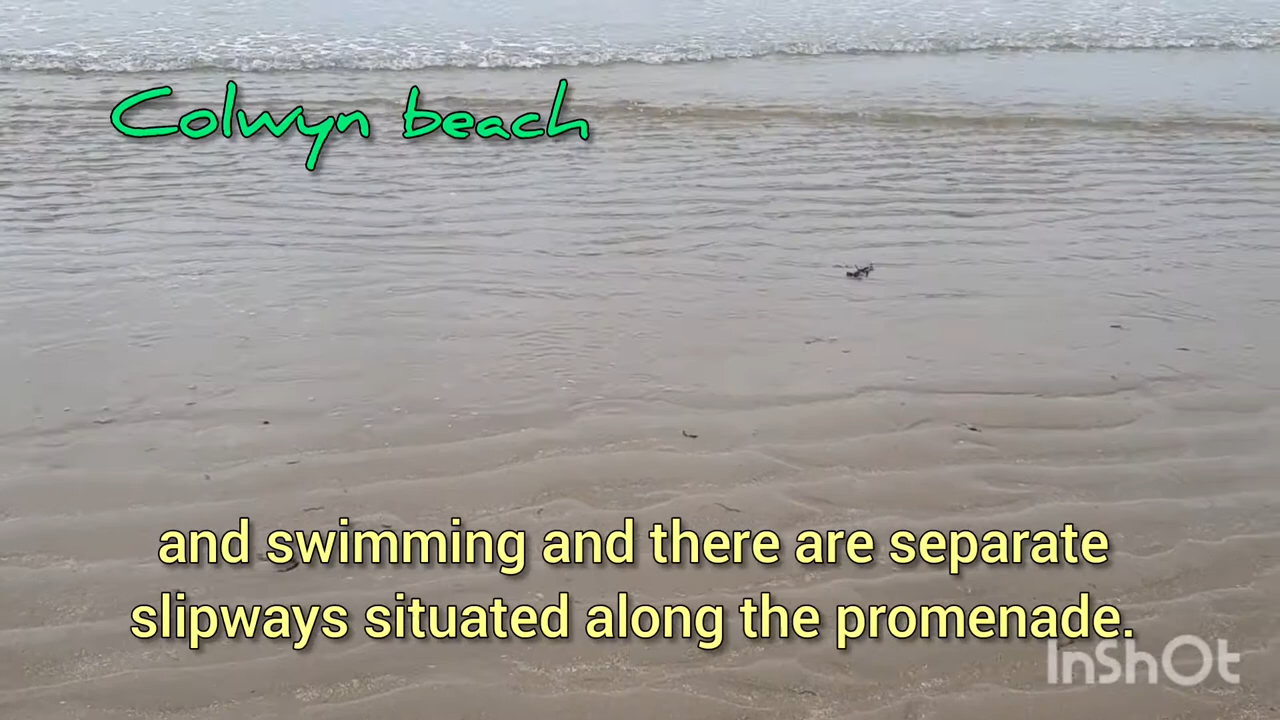 Colwyn beach
and swimming and there are separate
slipways situated along the promenade.
InShOt